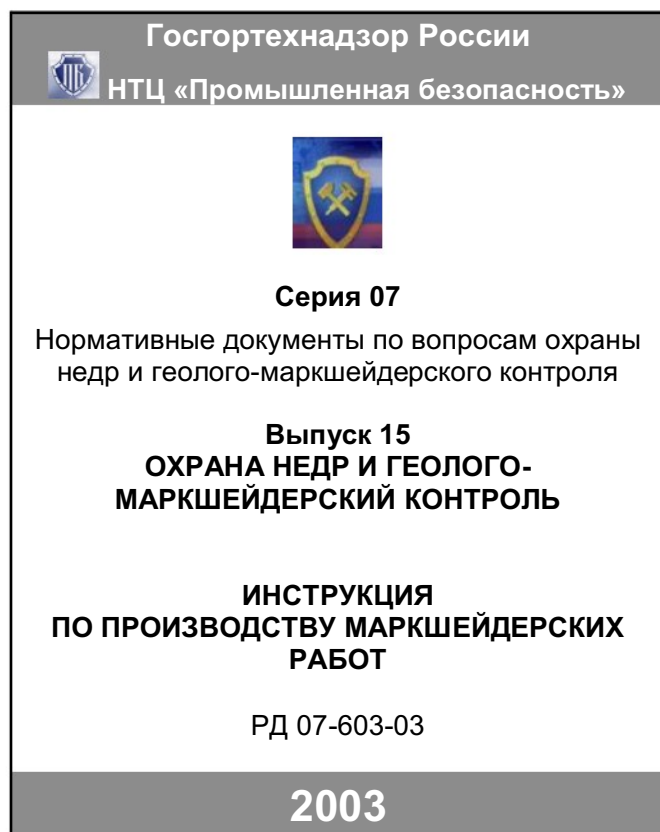 Госгортехнадзор России
ПБ НТЦ «Промышленная безопасность»
Серия 07
Нормативные документы по вопросам охраны
недр и геолого-маркшейдерского контроля
Выпуск 15
ОХРАНА НЕДР И ГЕОЛОГО-
МАРКШЕЙДЕРСКИЙ КОНТРОЛЬ
ИНСТРУКЦИЯ
ПО ПРОИЗВОДСТВУ МАРКШЕЙДЕРСКИХ
РАБОТ
РД 07-603-03
2003